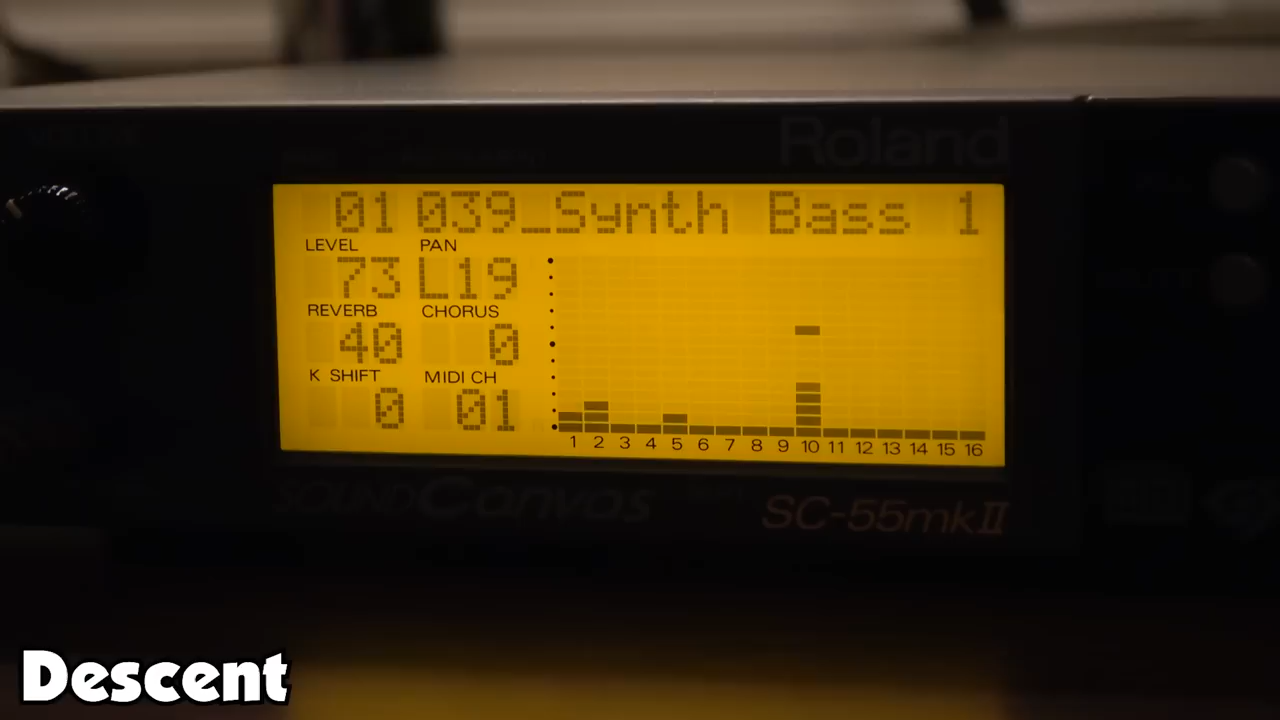 Roland
01 039_Synth Bass 1
LEVEL PAN
73 L19
REVERB CHORUS
40 0
K SHIFT MIDI CH
0 01
1 2 3 4 5 6 7 8 9 10 11 12 13 14 15 16
SOUND Canvas SC-55mkII
Descent